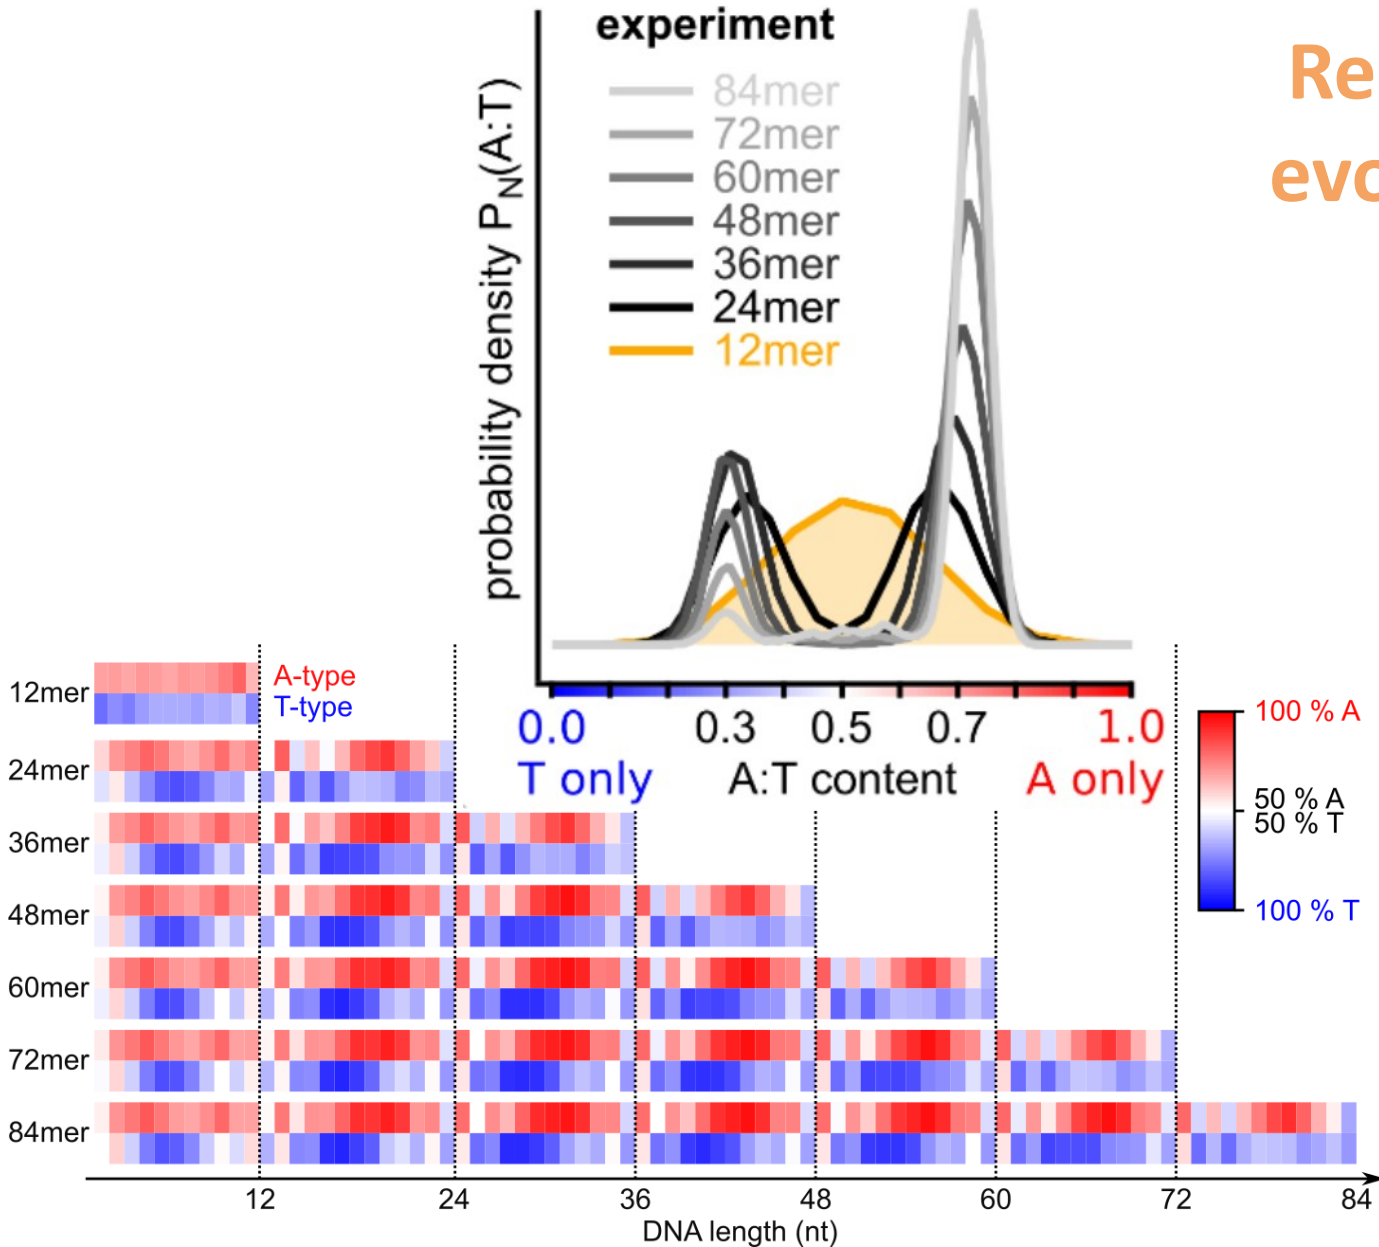 experiment
84mer
72mer
60mer
48mer
36mer
24mer
12mer
probability density P_N(A:T)
0.0
0.3
0.5
0.7
1.0
T only
A:T content
A only
Re
evo
12mer
A-type
T-type
24mer
36mer
48mer
60mer
72mer
84mer
100 % A
50 % A
50 % T
100 % T
12
24
36
48
60
72
84
DNA length (nt)